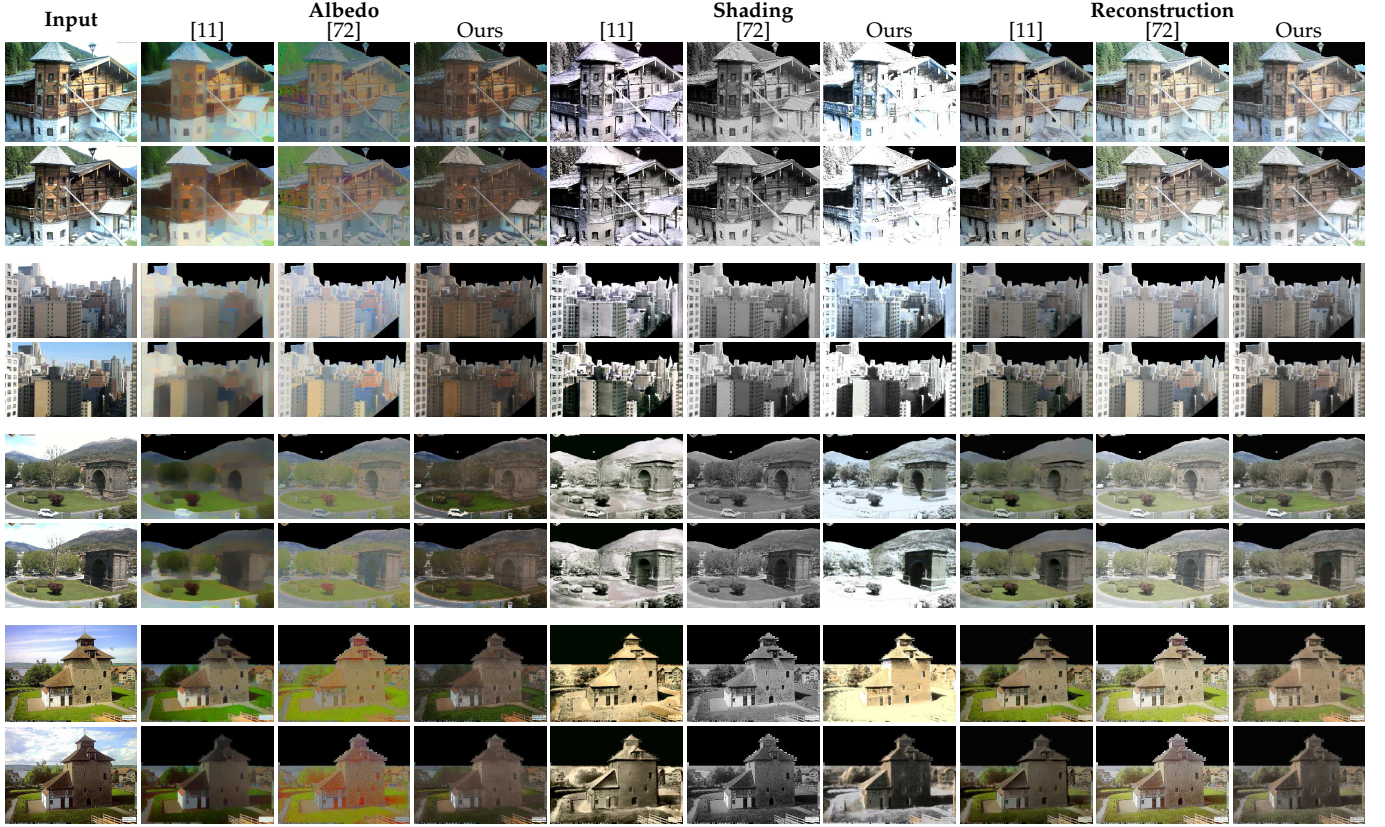 Input Albedo Shading Reconstruction
[11] [72] Ours [11] [72] Ours [11] [72] Ours